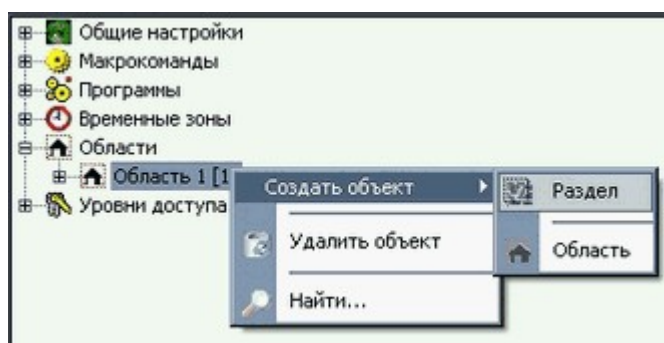 Общие настройки
Макрокоманды
Программы
Временные зоны
Области
Область 1 [1
Уровни доступа
Создать объект
Раздел
Удалить объект
Область
Найти...